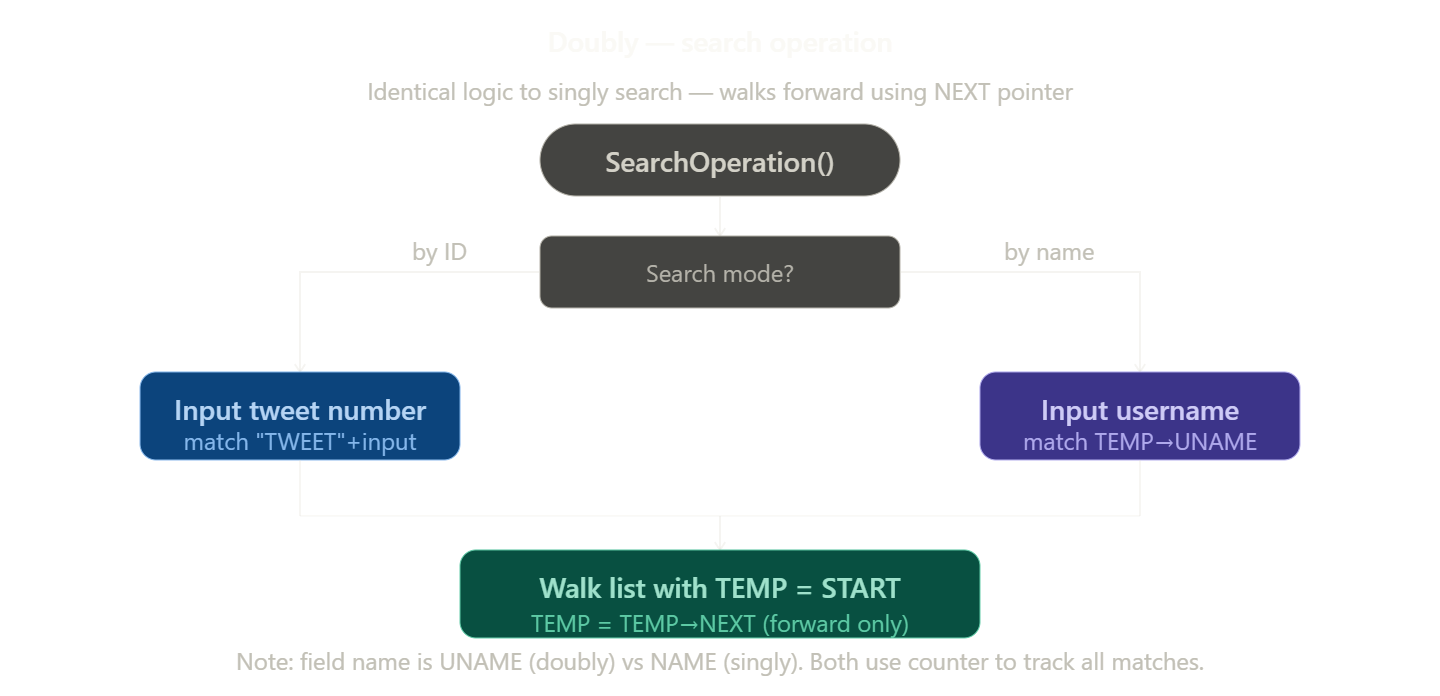 Doubly — search operation
Identical logic to singly search — walks forward using NEXT pointer
SearchOperation()
by ID
by name
Search mode?
Input tweet number
match "TWEET"+input
Input username
match TEMP→UNAME
Walk list with TEMP = START
TEMP = TEMP→NEXT (forward only)
Note: field name is UNAME (doubly) vs NAME (singly). Both use counter to track all matches.